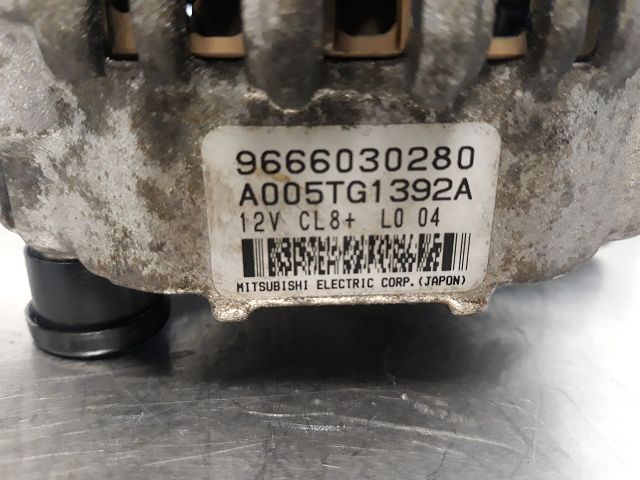 9666030280
A005TG1392A
12V CL8+ L0 04
MITSUBISHI ELECTRIC CORP.(JAPON)